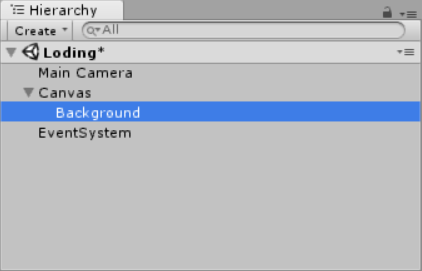 Hierarchy
Create All
Loding*
Main Camera
Canvas
Background
EventSystem